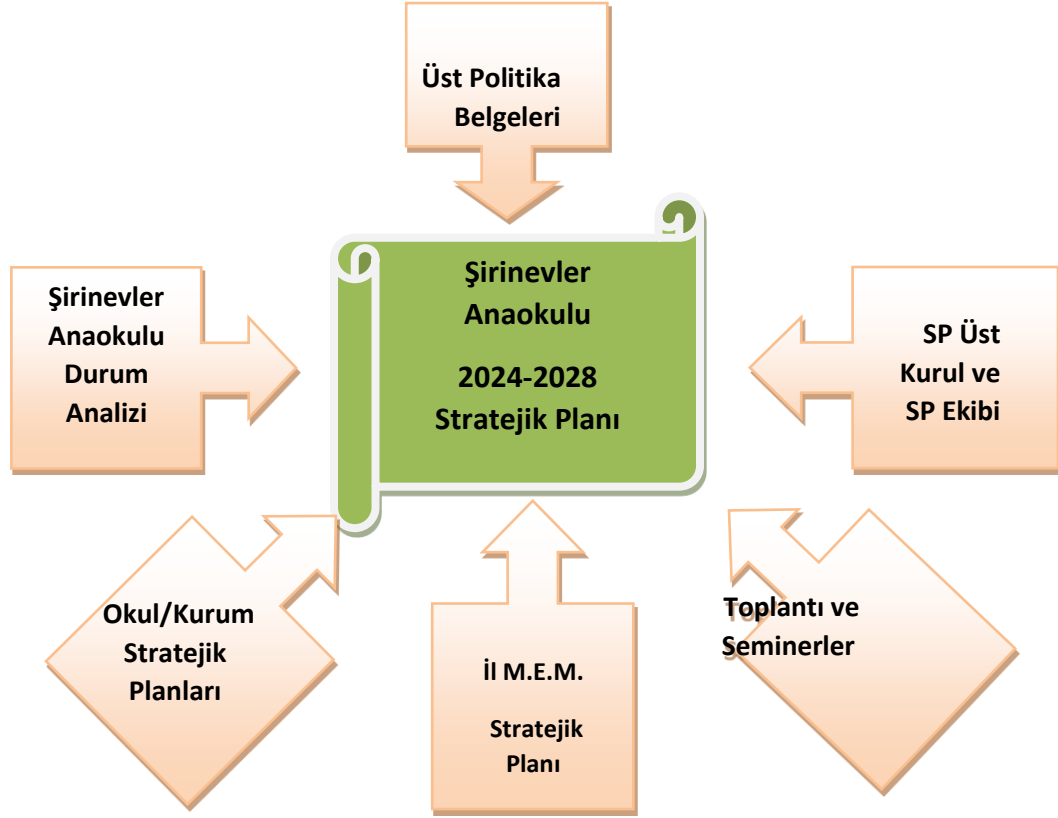 Üst Politika
Belgeleri
Şirinevler
Anaokulu
Durum
Analizi
Şirinevler
Anaokulu
2024-2028
Stratejik Planı
SP Üst
Kurul ve
SP Ekibi
Okul/Kurum
Stratejik
Planları
İl M.E.M.
Stratejik
Planı
Toplantı ve
Seminerler